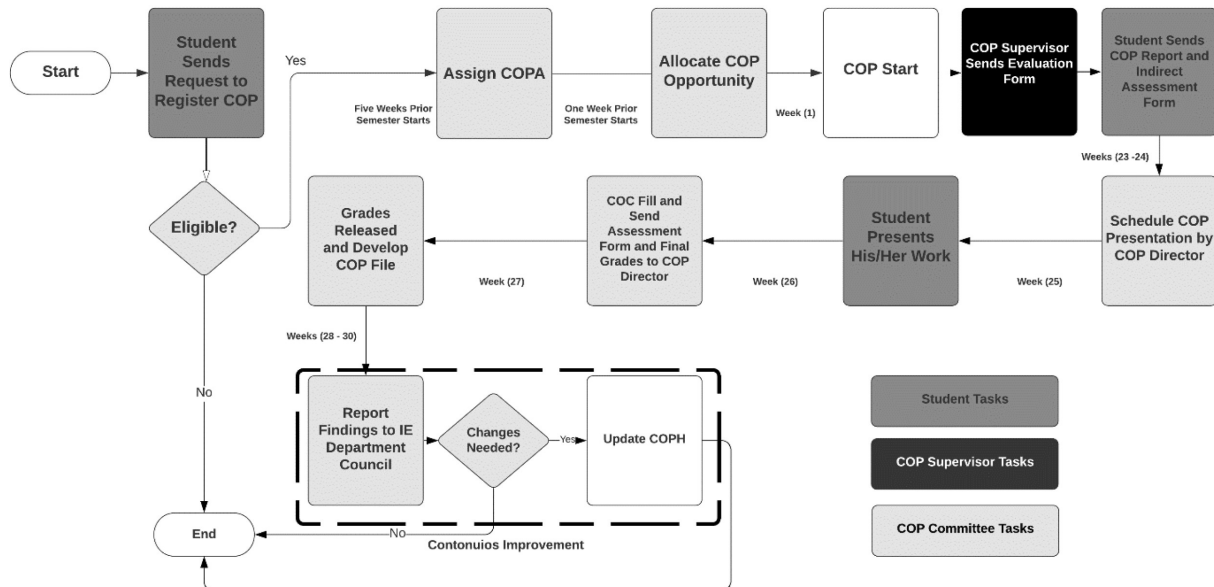 Start
Student
Sends
Request to
Register COP
Yes
Assign COPA
Five Weeks Prior
Semester Starts
Allocate COP
Opportunity
One Week Prior
Semester Starts
Week (1)
COP Start
COP Supervisor
Sends Evaluation
Form
Student Sends
COP Report and
Indirect
Assessment
Form
Weeks (23 -24)
Eligible?
Grades
Released
and Develop
COP File
COC Fill and
Send
Assessment
Form and Final
Grades to COP
Director
Student
Presents
His/Her Work
Schedule COP
Presentation by
COP Director
Week (27)
Week (26)
Week (25)
Weeks (28 - 30)
No
Report
Findings to IE
Department
Council
Changes
Needed?
Yes
Update COPH
Student Tasks
COP Supervisor Tasks
COP Committee Tasks
End
No
Contonuios Improvement